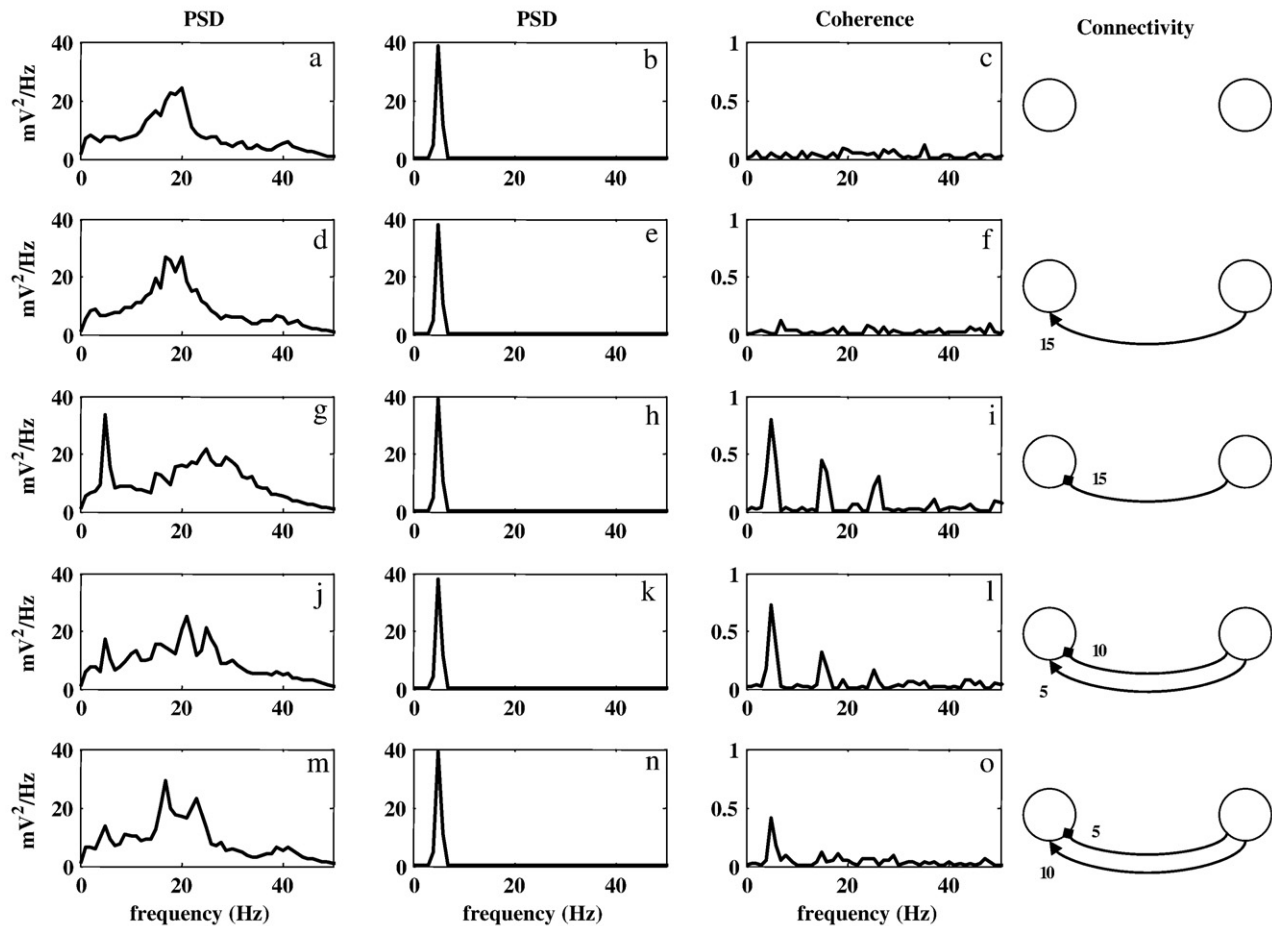 PSD PSD Coherence Connectivity
mV²/Hz 40 20 0 a 0 20 40
40 20 0 b 0 20 40
1 0.5 0 c 0 20 40
mV²/Hz 40 20 0 d 0 20 40
40 20 0 e 0 20 40
1 0.5 0 f 0 20 40
15
mV²/Hz 40 20 0 g 0 20 40
40 20 0 h 0 20 40
1 0.5 0 i 0 20 40
15
mV²/Hz 40 20 0 j 0 20 40
40 20 0 k 0 20 40
1 0.5 0 l 0 20 40
10
5
mV²/Hz 40 20 0 m 0 20 40
40 20 0 n 0 20 40
1 0.5 0 o 0 20 40
5
10
frequency (Hz) frequency (Hz) frequency (Hz)